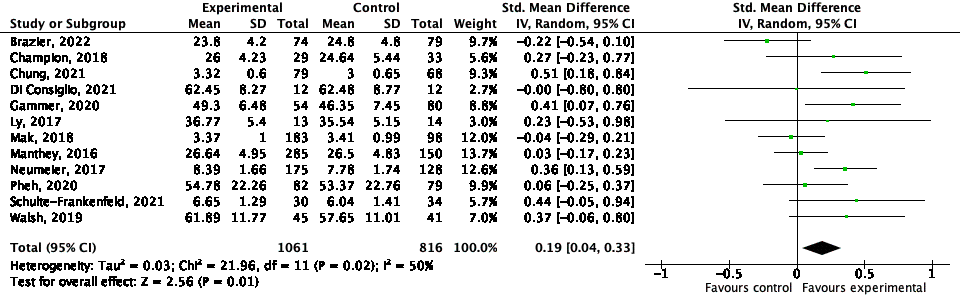 Experimental Control Std. Mean Difference Std. Mean Difference
Study or Subgroup Mean SD Total Mean SD Total Weight IV, Random, 95% CI IV, Random, 95% CI
Brazier, 2022 23.8 4.2 74 24.8 4.8 79 9.7% −0.22 [−0.54, 0.10]
Champion, 2018 26 4.23 29 24.64 5.44 33 5.6% 0.27 [−0.23, 0.77]
Chung, 2021 3.32 0.6 79 3 0.65 68 9.3% 0.51 [0.18, 0.84]
Di Consiglio, 2021 62.45 8.27 12 62.48 8.77 12 2.7% −0.00 [−0.80, 0.80]
Gammer, 2020 49.3 6.48 54 46.35 7.45 80 8.8% 0.41 [0.07, 0.76]
Ly, 2017 36.77 5.4 13 35.54 5.15 14 3.0% 0.23 [−0.53, 0.98]
Mak, 2018 3.37 1 183 3.41 0.99 98 12.0% −0.04 [−0.29, 0.21]
Manthey, 2016 26.64 4.95 285 26.5 4.83 150 13.7% 0.03 [−0.17, 0.23]
Neumeier, 2017 8.39 1.66 175 7.78 1.74 128 12.6% 0.36 [0.13, 0.59]
Pheh, 2020 54.78 22.26 82 53.37 22.76 79 9.9% 0.06 [−0.25, 0.37]
Schulte-Frankenfeld, 2021 6.65 1.29 30 6.04 1.41 34 5.8% 0.44 [−0.05, 0.94]
Walsh, 2019 61.89 11.77 45 57.65 11.01 41 7.0% 0.37 [−0.06, 0.80]
Total (95% CI) 1061 816 100.0% 0.19 [0.04, 0.33]
Heterogeneity: Tau² = 0.03; Chi² = 21.96, df = 11 (P = 0.02); I² = 50%
Test for overall effect: Z = 2.56 (P = 0.01)
−1 −0.5 0 0.5 1
Favours control Favours experimental